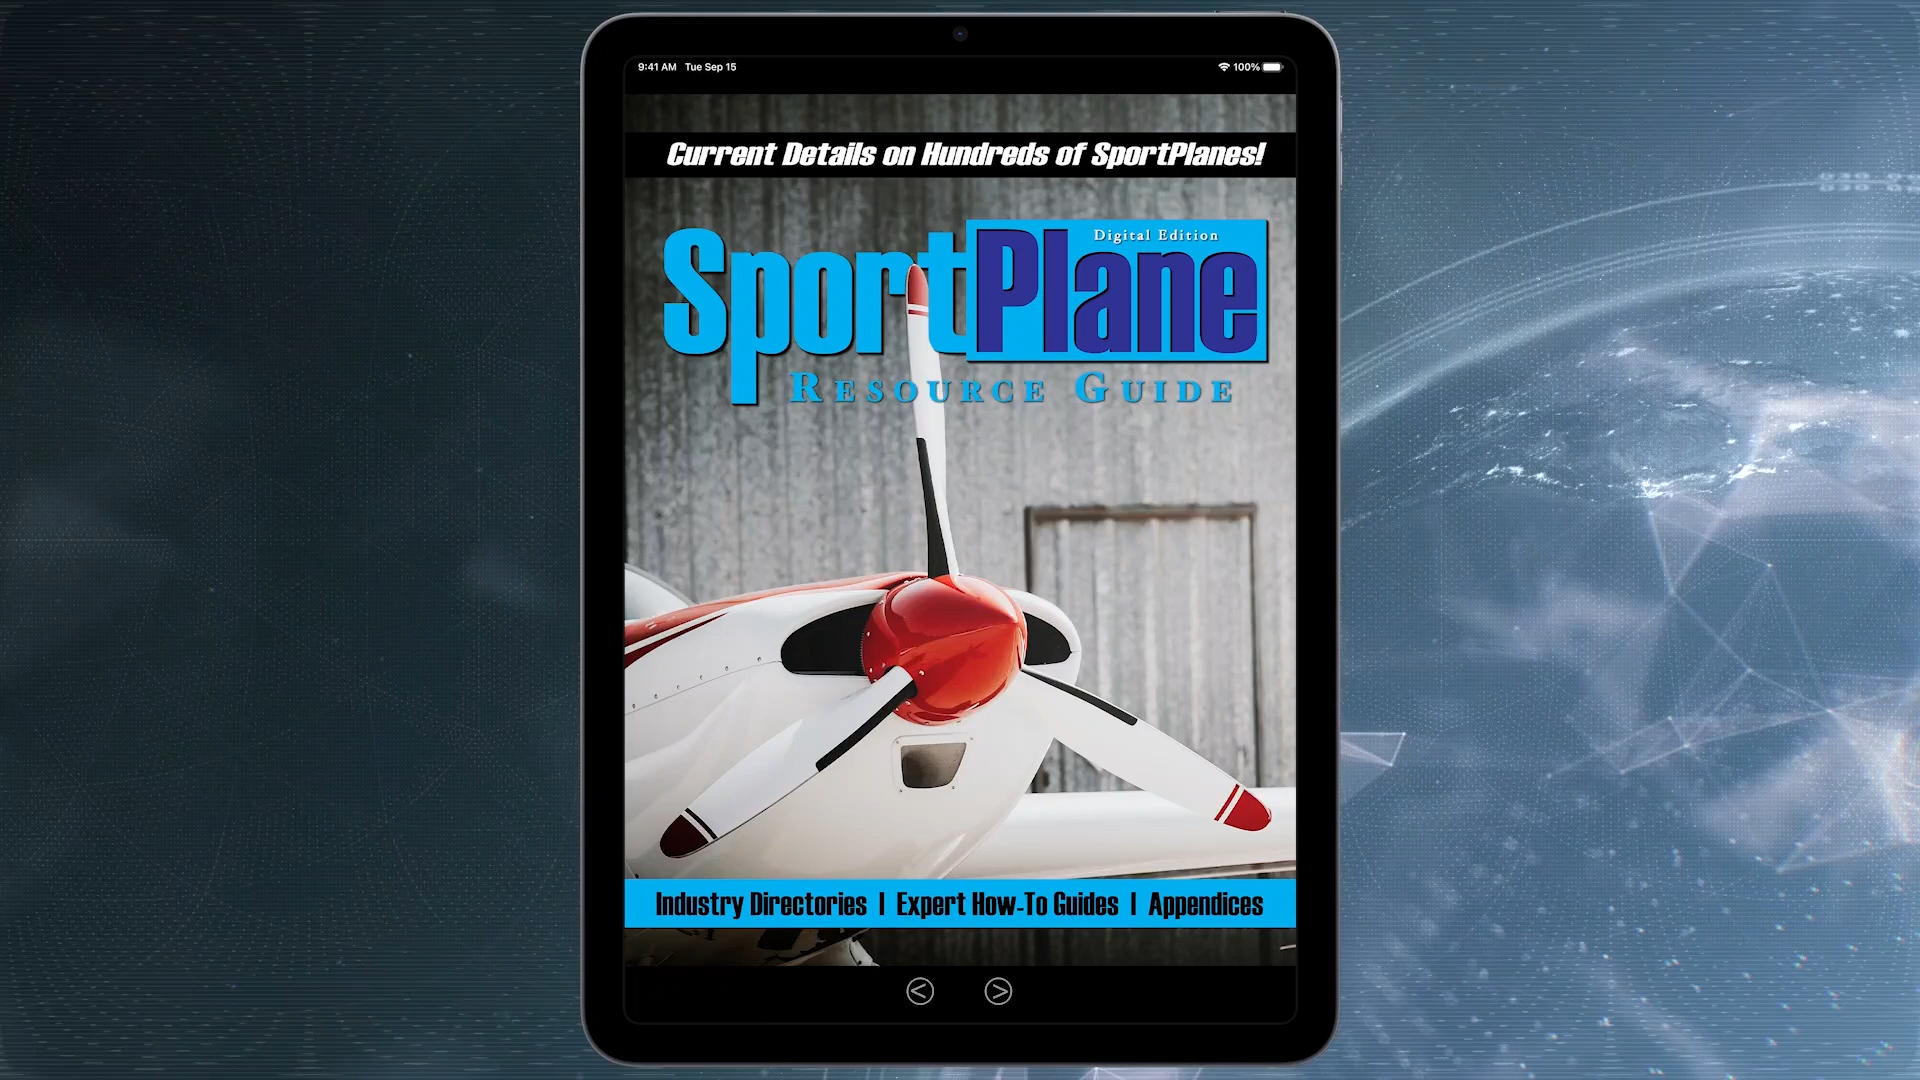 9:41 AM Tue Sep 15
100%
Current Details on Hundreds of SportPlanes!
Digital Edition
SportPlane
Resource Guide
Industry Directories | Expert How-To Guides | Appendices